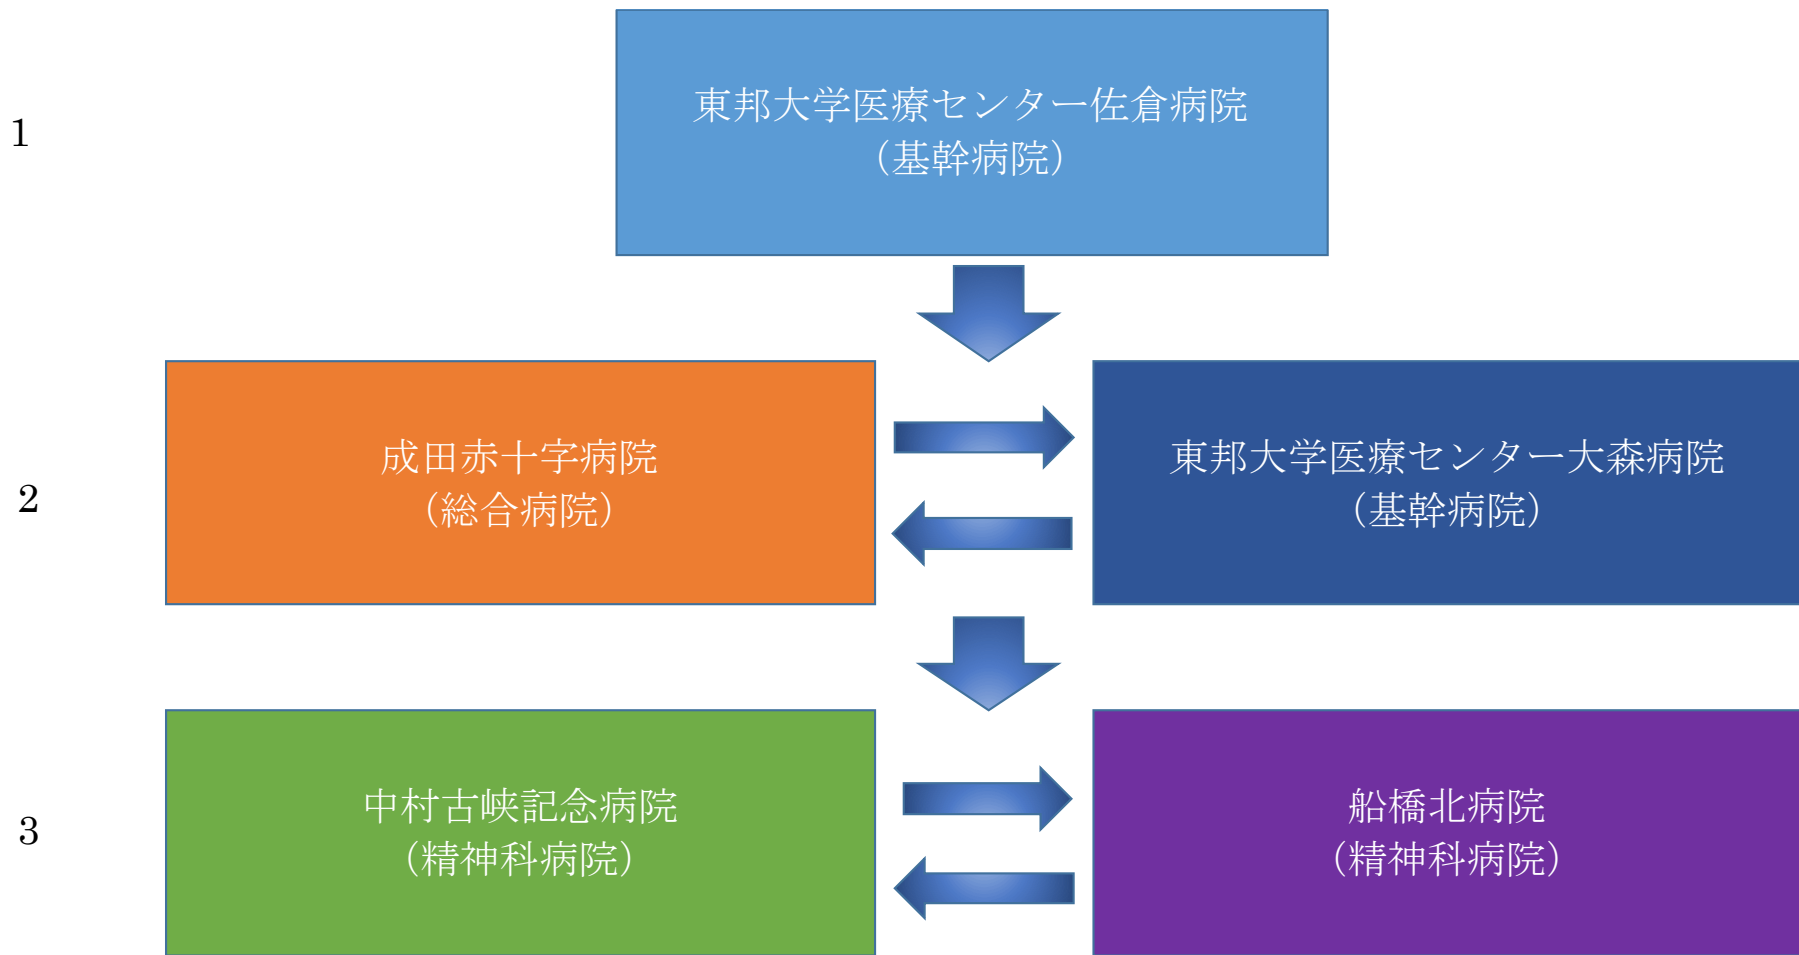 1
東邦大学医療センター佐倉病院
（基幹病院）
2
成田赤十字病院
（総合病院）
東邦大学医療センター大森病院
（基幹病院）
3
中村古峡記念病院
（精神科病院）
船橋北病院
（精神科病院）